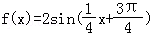 f(x)=2sin(1/4 x+3π/4)